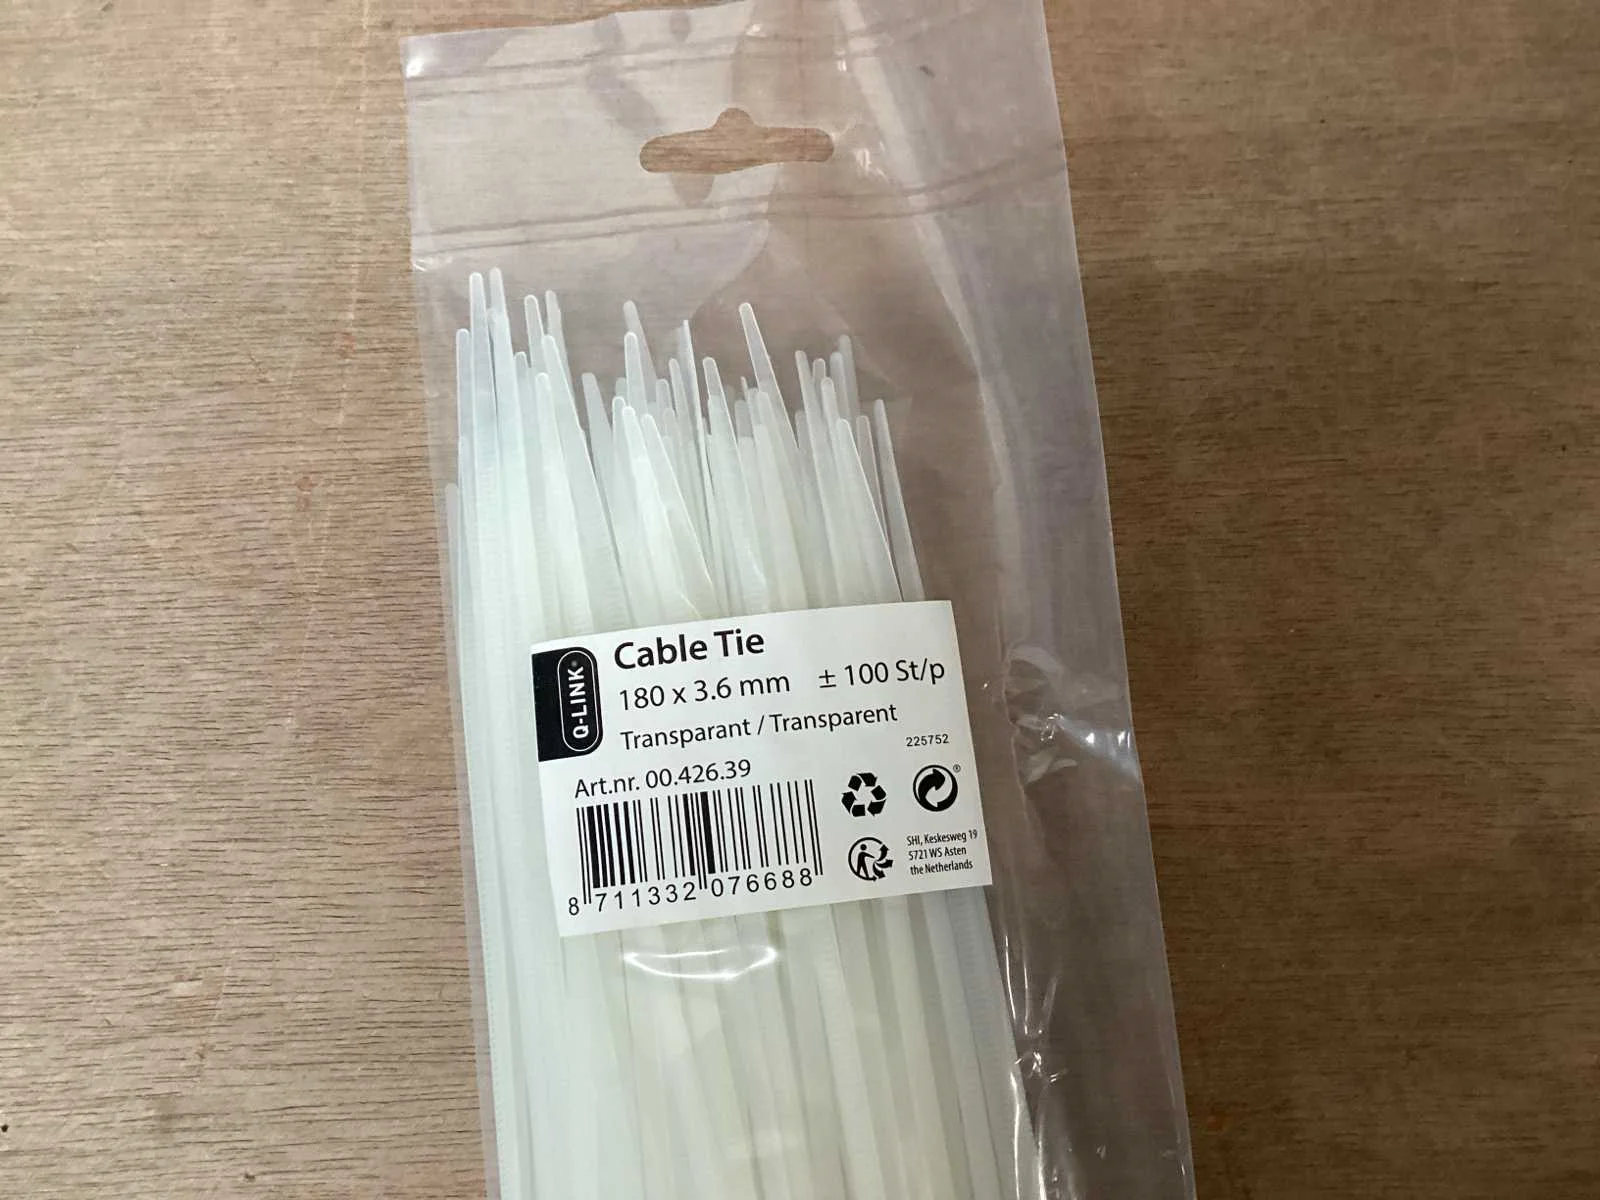 Q-LINK®
Cable Tie
180 x 3.6 mm ± 100 St/p
Transparant / Transparent
225752
Art.nr. 00.426.39
®
8 711332 076688
SHI, Keskesweg 19
5721 WS Asten
the Netherlands